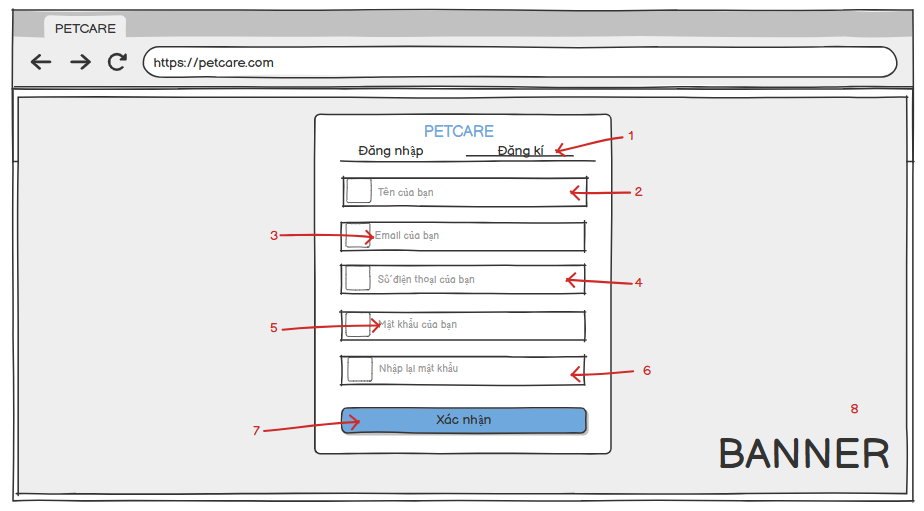 PETCARE
https://petcare.com
PETCARE
1
Đăng nhập Đăng kí
Tên của bạn 2
3 Email của bạn
Số điện thoại của bạn 4
5 Mật khẩu của bạn
Nhập lại mật khẩu 6
8
7 Xác nhận
BANNER